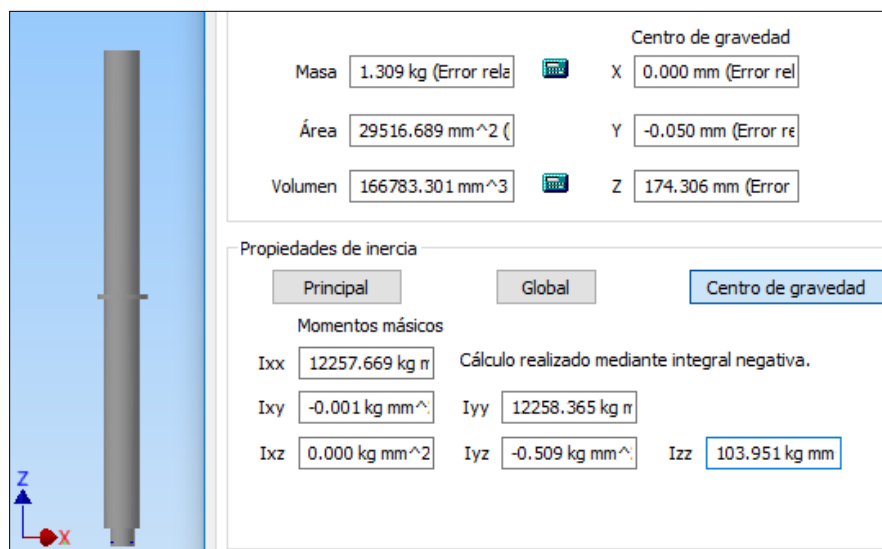 Centro de gravedad
Masa 1.309 kg (Error rela X 0.000 mm (Error rel
Área 29516.689 mm^2 ( Y -0.050 mm (Error re
Volumen 166783.301 mm^3 Z 174.306 mm (Error
Propiedades de inercia
Principal Global Centro de gravedad
Momentos másicos
Ixx 12257.669 kg m Cálculo realizado mediante integral negativa.
Ixy -0.001 kg mm^ Iyy 12258.365 kg m
Ixz 0.000 kg mm^2 Iyz -0.509 kg mm^ Izz 103.951 kg mm
Z
X